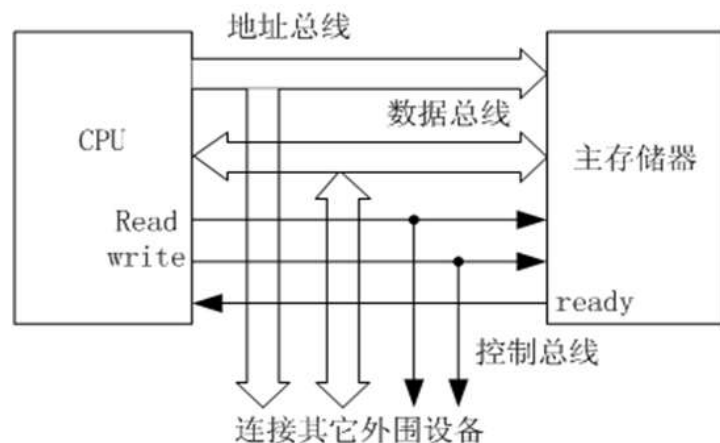 地址总线
数据总线
CPU
主存储器
Read
write
ready
控制总线
连接其它外围设备